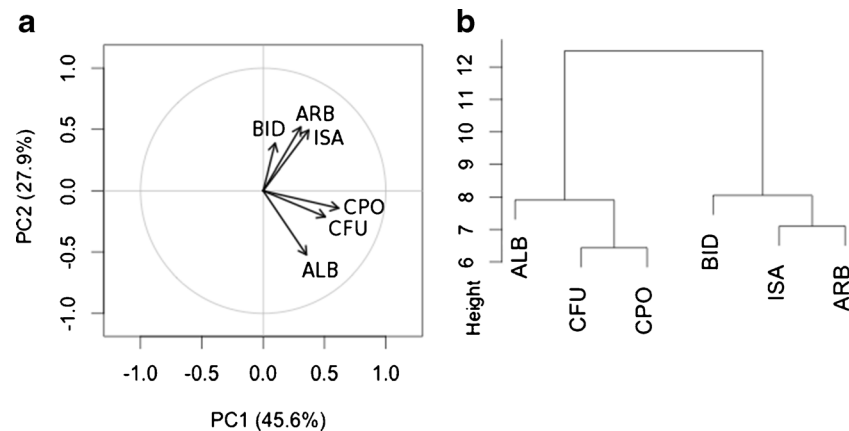 a
1.0
0.5
0.0
-0.5
-1.0
PC2 (27.9%)
BID
ARB
ISA
CPO
CFU
ALB
-1.0 -0.5 0.0 0.5 1.0
PC1 (45.6%)
b
12
11
10
9
8
7
6
Height
ALB
CFU
CPO
BID
ISA
ARB